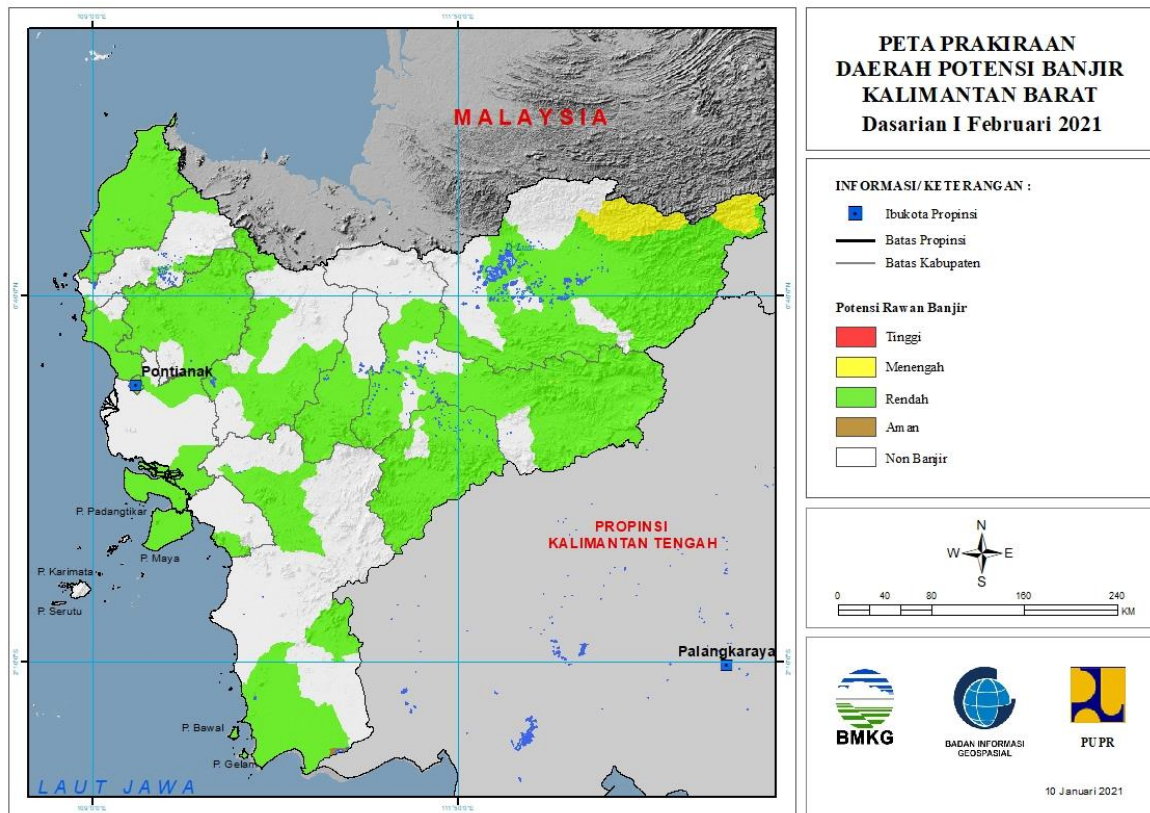 PETA PRAKIRAAN
DAERAH POTENSI BANJIR
KALIMANTAN BARAT
Dasarian I Februari 2021
INFORMASI/ KETERANGAN :
Ibukota Propinsi
Batas Propinsi
Batas Kabupaten
Potensi Rawan Banjir
Tinggi
Menengah
Rendah
Aman
Non Banjir
N
W E
S
0 40 80 160 240
KM
BMKG
BADAN INFORMASI
GEOSPASIAL
PUPR
10 Januari 2021
MALAYSIA
Pontianak
P. Padangtikar
P. Maya
P. Karimata
P. Serutu
PROPINSI
KALIMANTAN TENGAH
Palangkaraya
P. Bawal
P. Gelam
LAUT JAWA